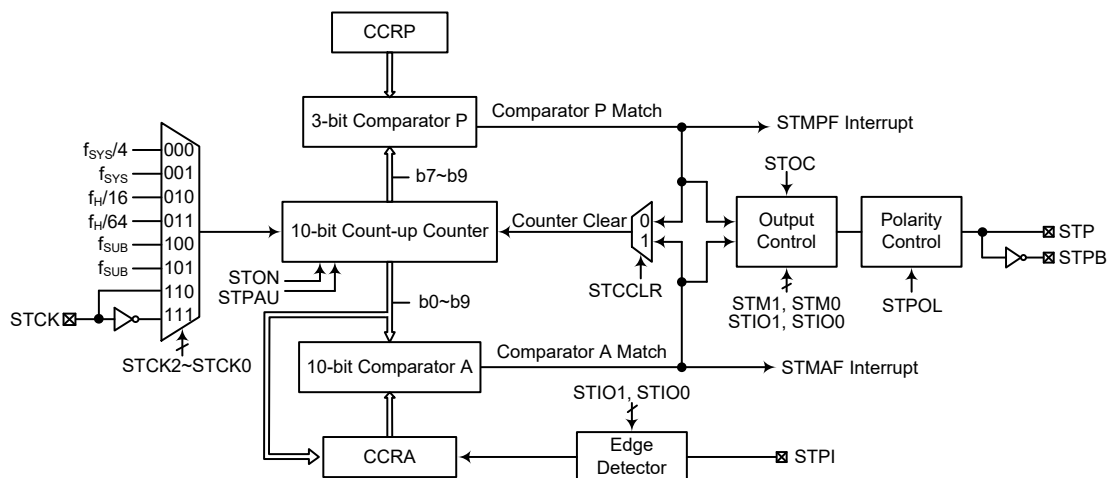 CCRP
3-bit Comparator P
Comparator P Match
STMPF Interrupt
b7~b9
fSYS/4
fSYS
fH/16
fH/64
fSUB
fSUB
000
001
010
011
100
101
110
111
STCK
STCK2~STCK0
10-bit Count-up Counter
STON
STPAU
Counter Clear
0
1
STCCLR
STOC
Output
Control
STM1, STM0
STIO1, STIO0
Polarity
Control
STPOL
STP
STPB
b0~b9
10-bit Comparator A
Comparator A Match
STMAF Interrupt
STIO1, STIO0
CCRA
Edge
Detector
STPI